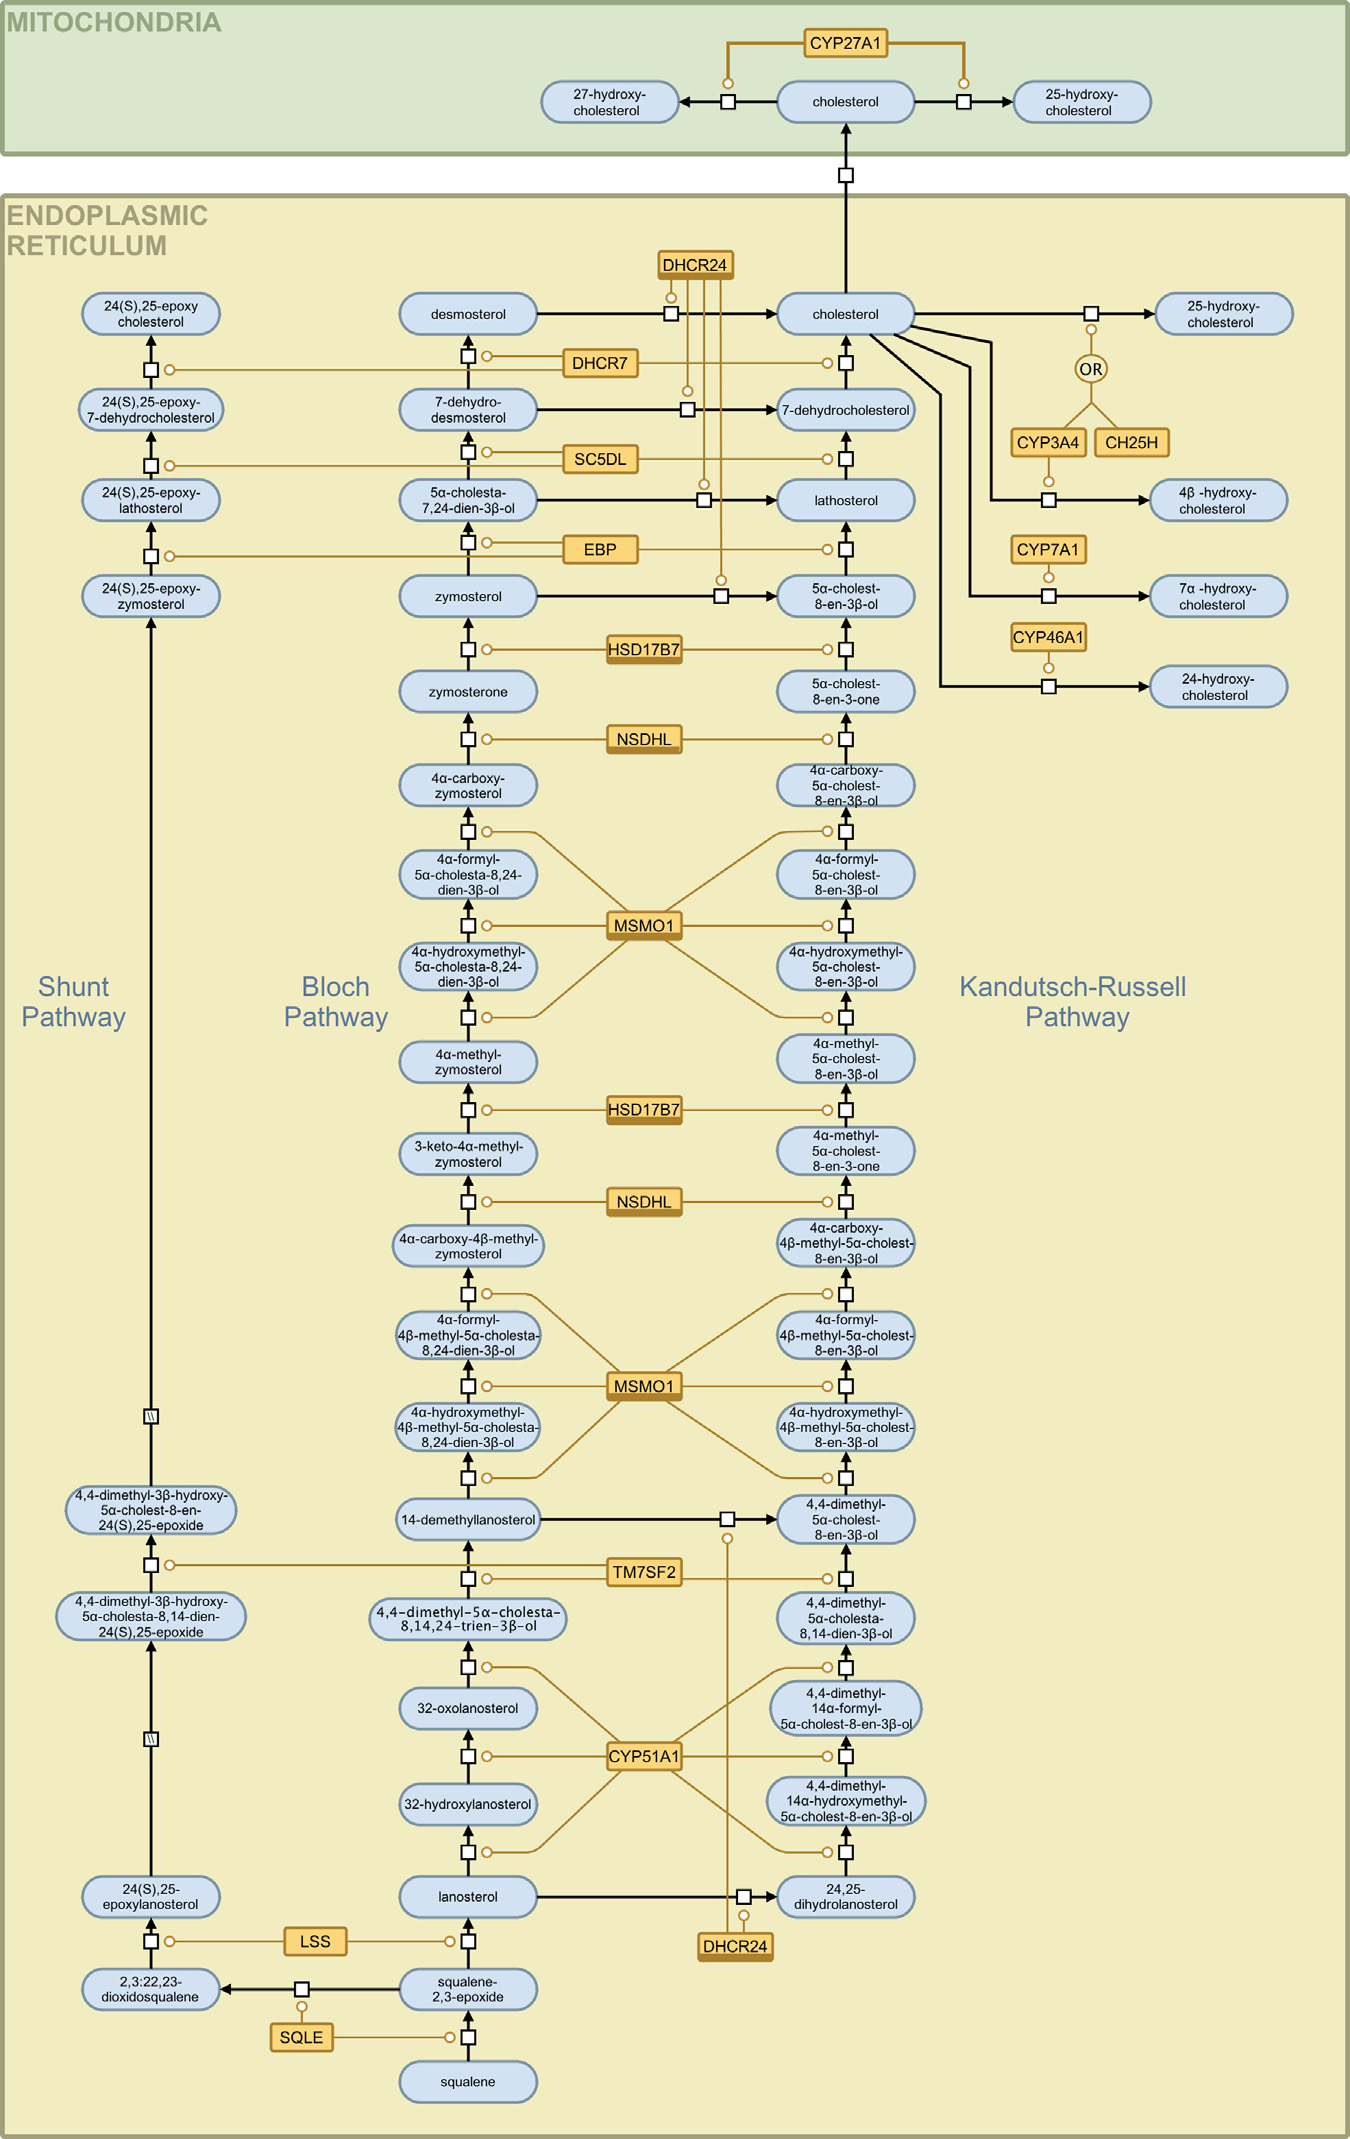 MITOCHONDRIA
CYP27A1
27-hydroxy-
cholesterol
cholesterol
25-hydroxy-
cholesterol
ENDOPLASMIC
RETICULUM
DHCR24
24(S),25-epoxy
cholesterol
desmosterol
cholesterol
25-hydroxy-
cholesterol
DHCR7
OR
24(S),25-epoxy-
7-dehydrocholesterol
7-dehydro-
desmosterol
7-dehydrocholesterol
CYP3A4
CH25H
SC5DL
24(S),25-epoxy-
lathosterol
5α-cholesta-
7,24-dien-3β-ol
lathosterol
4β -hydroxy-
cholesterol
EBP
CYP7A1
24(S),25-epoxy-
zymosterol
zymosterol
5α-cholest-
8-en-3β-ol
7α -hydroxy-
cholesterol
HSD17B7
CYP46A1
zymosterone
5α-cholest-
8-en-3-one
24-hydroxy-
cholesterol
NSDHL
4α-carboxy-
zymosterol
4α-carboxy-
5α-cholest-
8-en-3β-ol
4α-formyl-
5α-cholesta-8,24-
dien-3β-ol
4α-formyl-
5α-cholest-
8-en-3β-ol
MSMO1
4α-hydroxymethyl-
5α-cholesta-8,24-
dien-3β-ol
4α-hydroxymethyl-
5α-cholest-
8-en-3β-ol
Shunt
Pathway
Bloch
Pathway
Kandutsch-Russell
Pathway
4α-methyl-
zymosterol
4α-methyl-
5α-cholest-
8-en-3β-ol
HSD17B7
3-keto-4α-methyl-
zymosterol
4α-methyl-
5α-cholest-
8-en-3-one
NSDHL
4α-carboxy-4β-methyl-
zymosterol
4α-carboxy-
4β-methyl-5α-cholest-
8-en-3β-ol
4α-formyl-
4β-methyl-5α-cholesta-
8,24-dien-3β-ol
4α-formyl-
4β-methyl-5α-cholest-
8-en-3β-ol
MSMO1
4α-hydroxymethyl-
4β-methyl-5α-cholesta-
8,24-dien-3β-ol
4α-hydroxymethyl-
4β-methyl-5α-cholest-
8-en-3β-ol
4,4-dimethyl-3β-hydroxy-
5α-cholest-8-en-
24(S),25-epoxide
14-demethyllanosterol
4,4-dimethyl-
5α-cholest-
8-en-3β-ol
TM7SF2
4,4-dimethyl-3β-hydroxy-
5α-cholesta-8,14-dien-
24(S),25-epoxide
4,4-dimethyl-5α-cholesta-
8,14,24-trien-3β-ol
4,4-dimethyl-
5α-cholesta-
8,14-dien-3β-ol
32-oxolanosterol
4,4-dimethyl-
14α-formyl-
5α-cholest-8-en-3β-ol
CYP51A1
32-hydroxylanosterol
4,4-dimethyl-
14α-hydroxymethyl-
5α-cholest-8-en-3β-ol
24(S),25-
epoxylanosterol
lanosterol
24,25-
dihydrolanosterol
LSS
DHCR24
2,3:22,23-
dioxidosqualene
squalene-
2,3-epoxide
SQLE
squalene